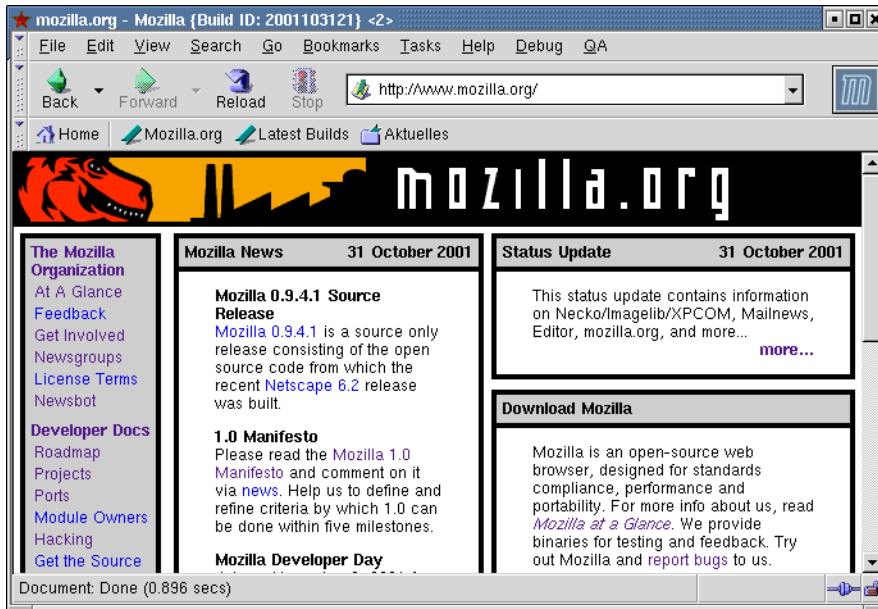 mozilla.org - Mozilla {Build ID: 2001103121} <2>
File Edit View Search Go Bookmarks Tasks Help Debug QA
Back Forward Reload Stop http://www.mozilla.org/
Home Mozilla.org Latest Builds Aktuelles
mozilla.org
The Mozilla
Organization
At A Glance
Feedback
Get Involved
Newsgroups
License Terms
Newsbot
Developer Docs
Roadmap
Projects
Ports
Module Owners
Hacking
Get the Source
Mozilla News 31 October 2001
Mozilla 0.9.4.1 Source
Release
Mozilla 0.9.4.1 is a source only
release consisting of the open
source code from which the
recent Netscape 6.2 release
was built.
1.0 Manifesto
Please read the Mozilla 1.0
Manifesto and comment on it
via news. Help us to define and
refine criteria by which 1.0 can
be done within five milestones.
Mozilla Developer Day
Status Update 31 October 2001
This status update contains information
on Necko/Imagelib/XPCOM, Mailnews,
Editor, mozilla.org, and more...
more...
Download Mozilla
Mozilla is an open-source web
browser, designed for standards
compliance, performance and
portability. For more info about us, read
Mozilla at a Glance. We provide
binaries for testing and feedback. Try
out Mozilla and report bugs to us.
Document: Done (0.896 secs)